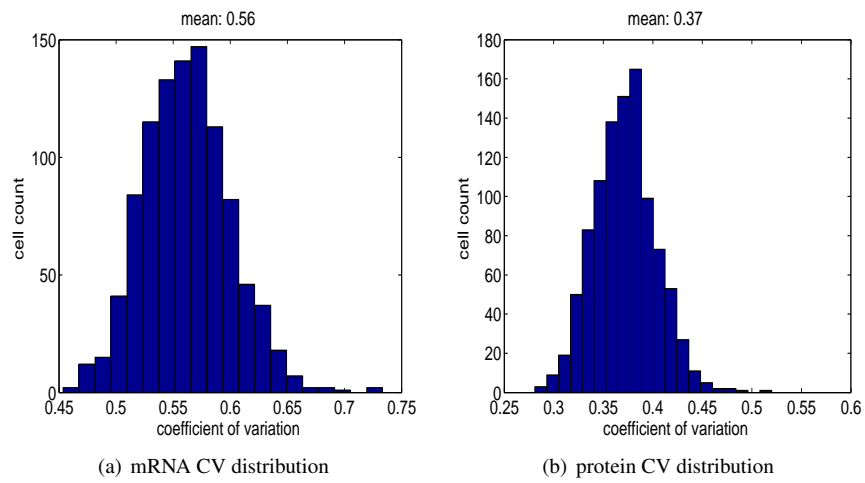 mean: 0.56
150
100
50
0
cell count
0.45 0.5 0.55 0.6 0.65 0.7 0.75
coefficient of variation
(a) mRNA CV distribution
mean: 0.37
180
160
140
120
100
80
60
40
20
0
cell count
0.25 0.3 0.35 0.4 0.45 0.5 0.55 0.6
coefficient of variation
(b) protein CV distribution